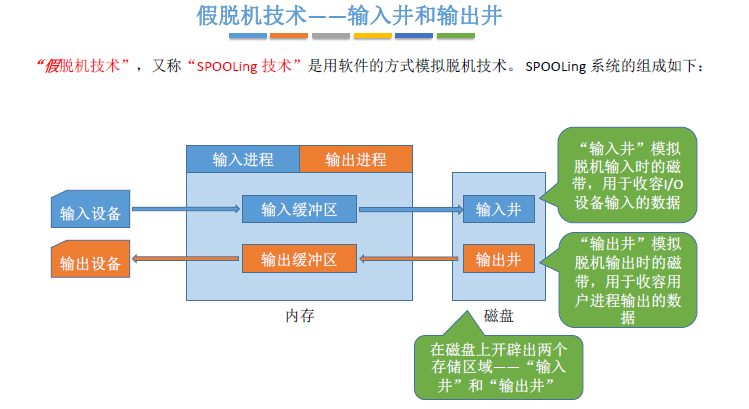 假脱机技术——输入井和输出井
“假脱机技术”，又称“SPOOLing 技术”是用软件的方式模拟脱机技术。SPOOLing 系统的组成如下：
输入进程
输出进程
输入设备
输入缓冲区
输入井
输出设备
输出缓冲区
输出井
内存
磁盘
“输入井”模拟
脱机输入时的磁
带，用于收容I/O
设备输入的数据
“输出井”模拟
脱机输出时的磁
带，用于收容用
户进程输出的数
据
在磁盘上开辟出两个
存储区域——“输入
井”和“输出井”